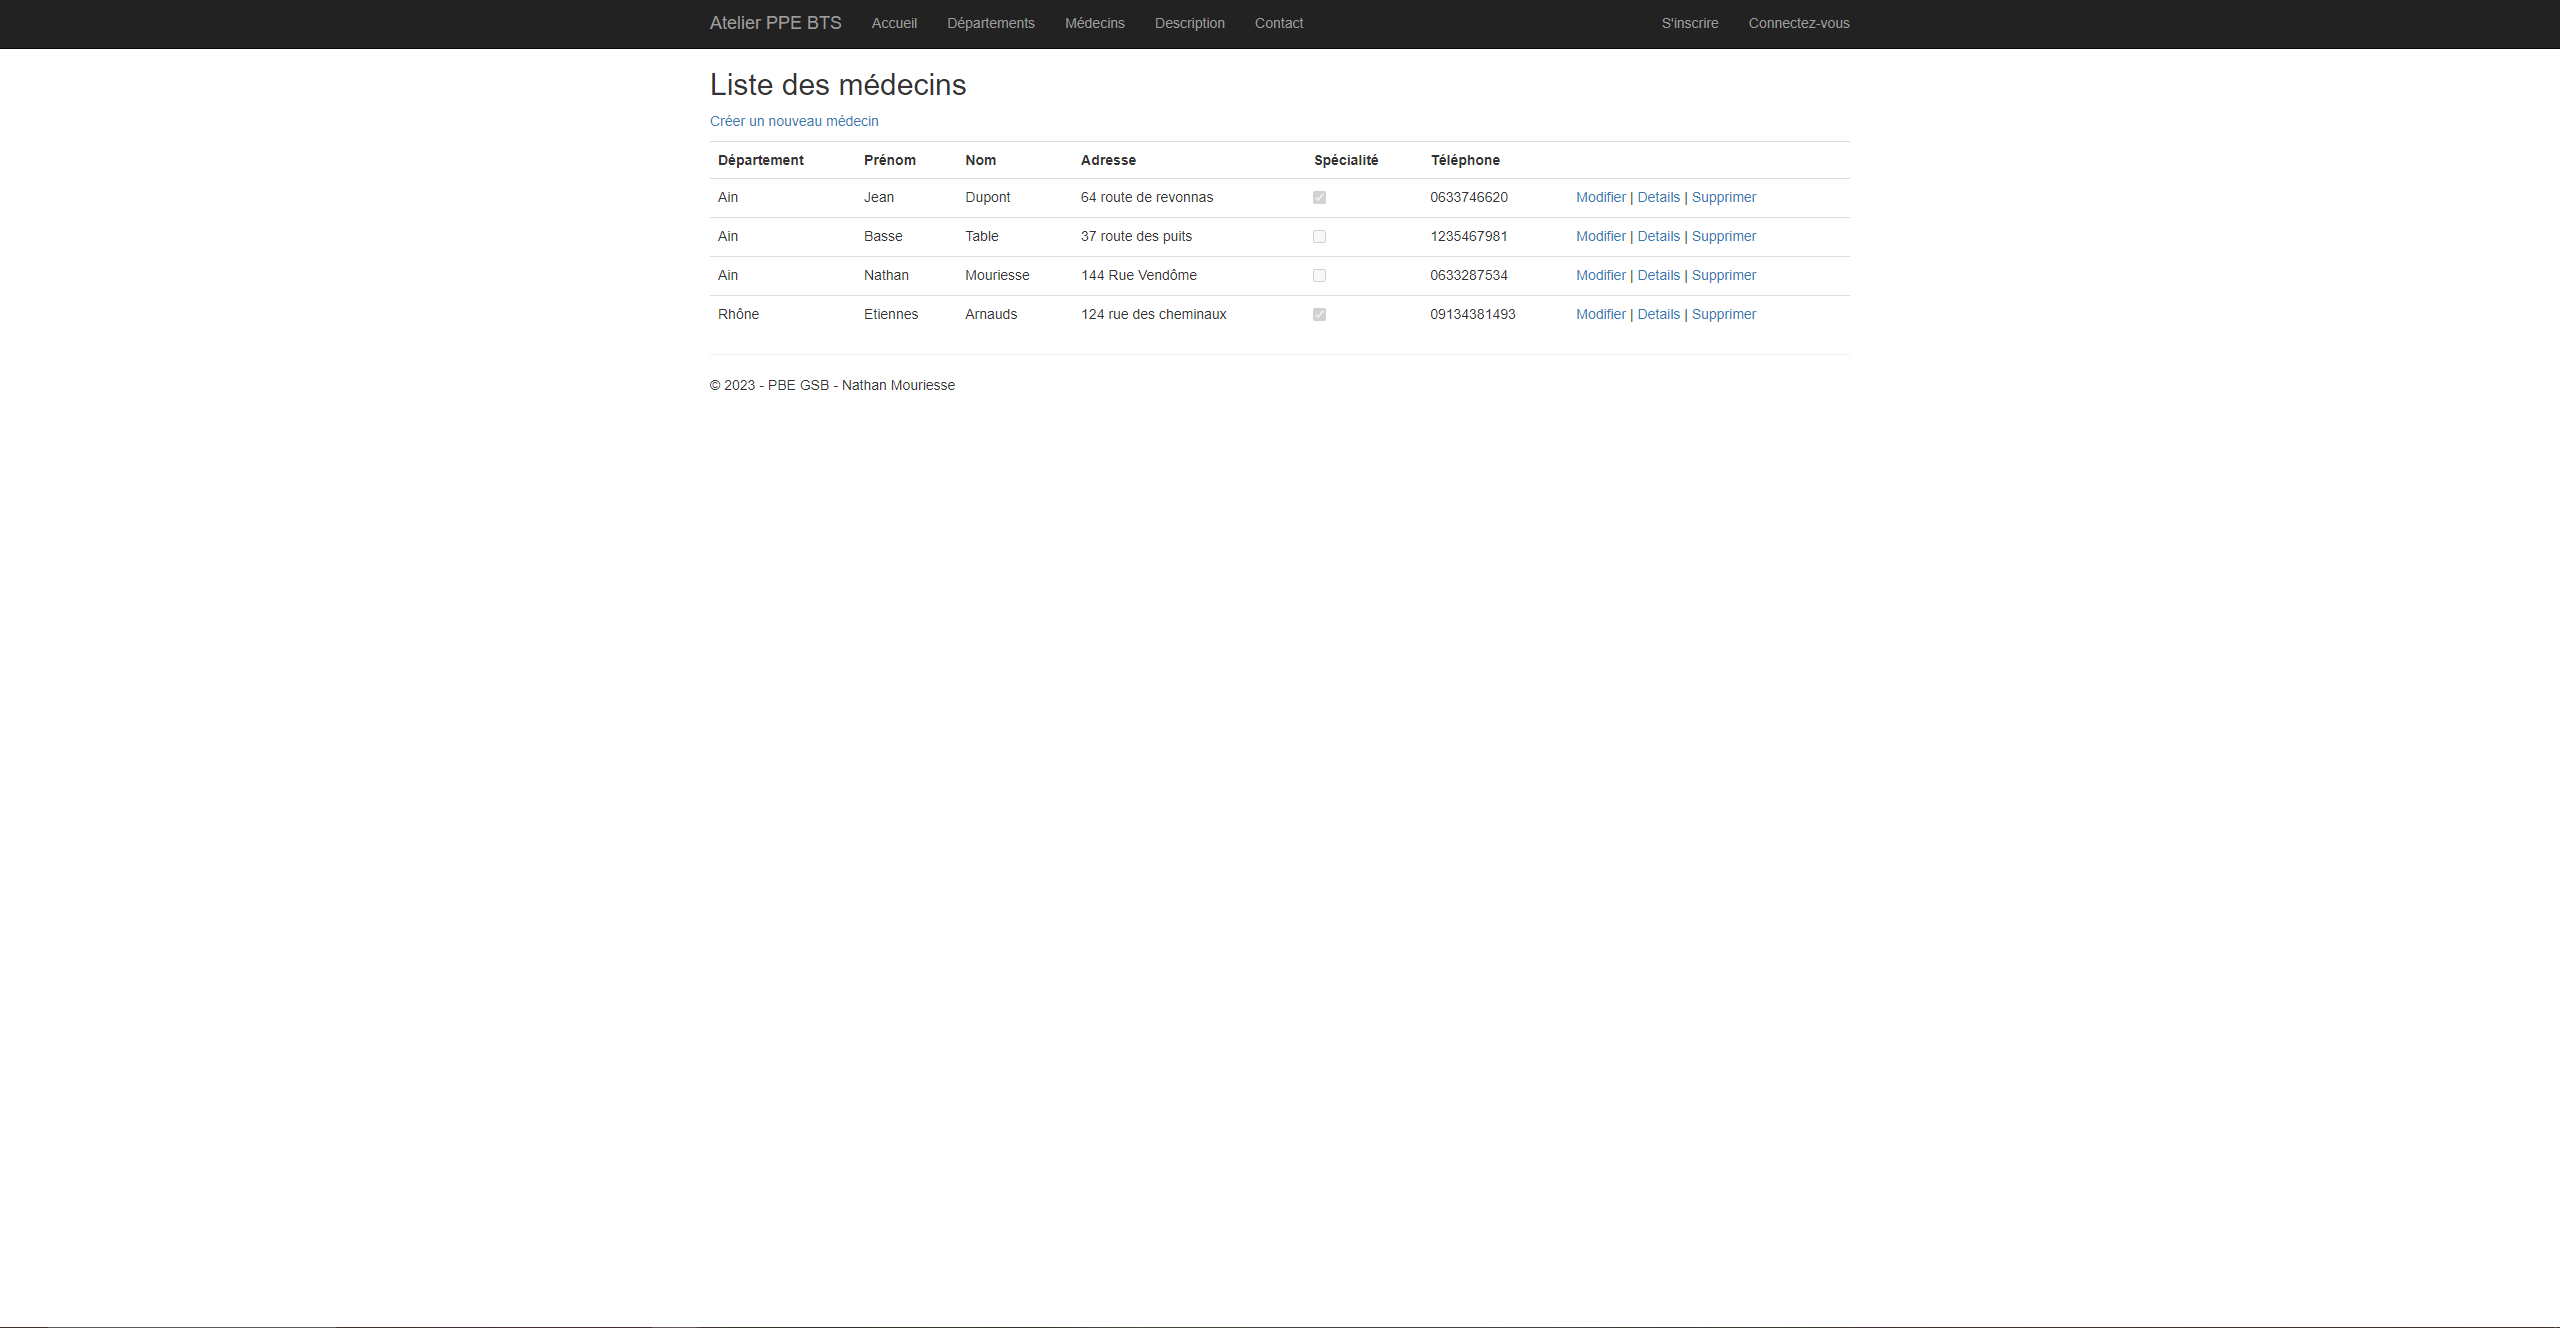 Atelier PPE BTS Accueil Départements Médecins Description Contact S'inscrire Connectez-vous
Liste des médecins
Créer un nouveau médecin
Département Prénom Nom Adresse Spécialité Téléphone
Ain Jean Dupont 64 route de revonnas 0633746620 Modifier | Details | Supprimer
Ain Basse Table 37 route des puits 1235467981 Modifier | Details | Supprimer
Ain Nathan Mouriesse 144 Rue Vendôme 0633287534 Modifier | Details | Supprimer
Rhône Etiennes Arnauds 124 rue des cheminaux 09134381493 Modifier | Details | Supprimer
© 2023 - PBE GSB - Nathan Mouriesse